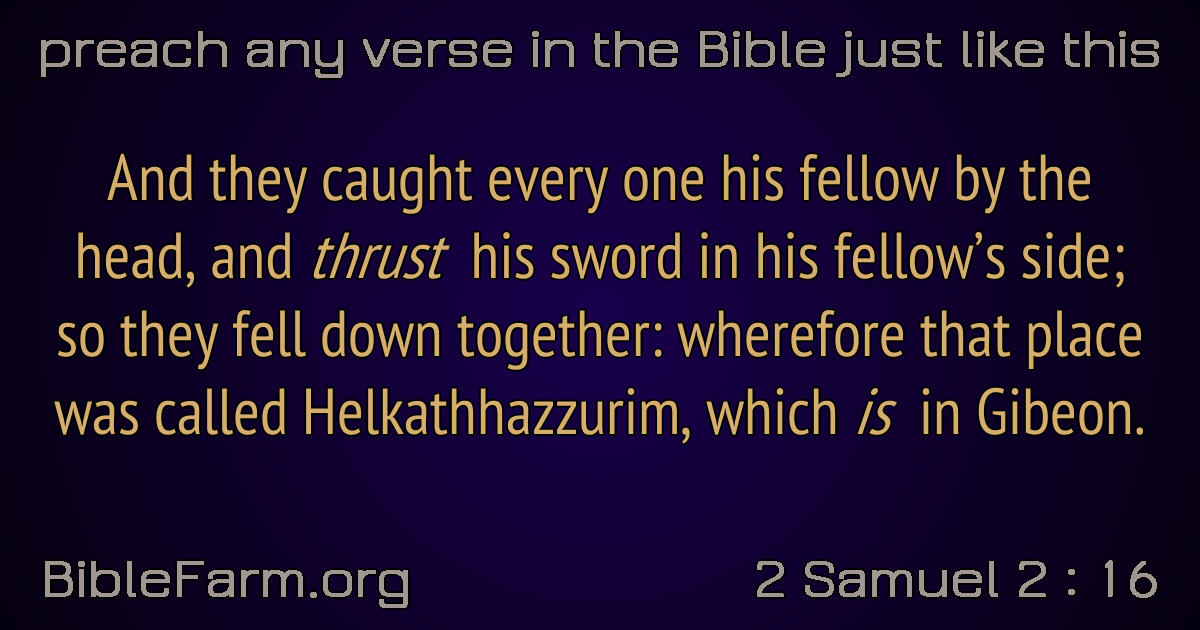 preach any verse in the Bible just like this
And they caught every one his fellow by the
head, and thrust his sword in his fellow’s side;
so they fell down together: wherefore that place
was called Helkathhazzurim, which is in Gibeon.
BibleFarm.org
2 Samuel 2 : 16